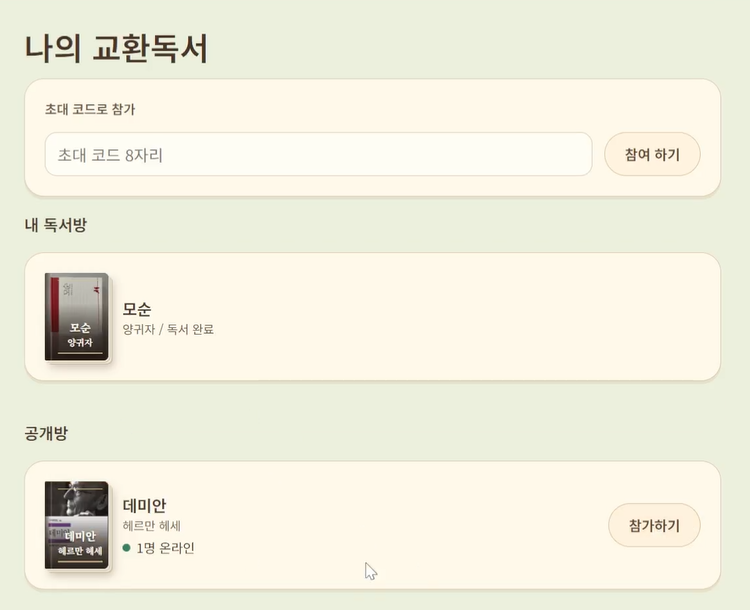 나의 교환독서
초대 코드로 참가
초대 코드 8자리
참여 하기
내 독서방
모순
양귀자
모순
양귀자 / 독서 완료
공개방
데미안
헤르만 헤세
데미안
헤르만 헤세
1명 온라인
참가하기